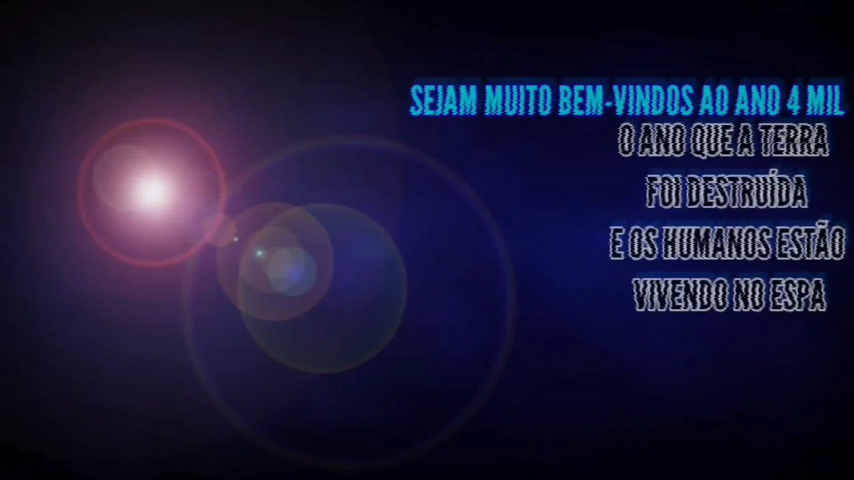 SEJAM MUITO BEM-VINDOS AO ANO 4 MIL
O ANO QUE A TERRA
FOI DESTRUÍDA
E OS HUMANOS ESTÃO
VIVENDO NO ESPA